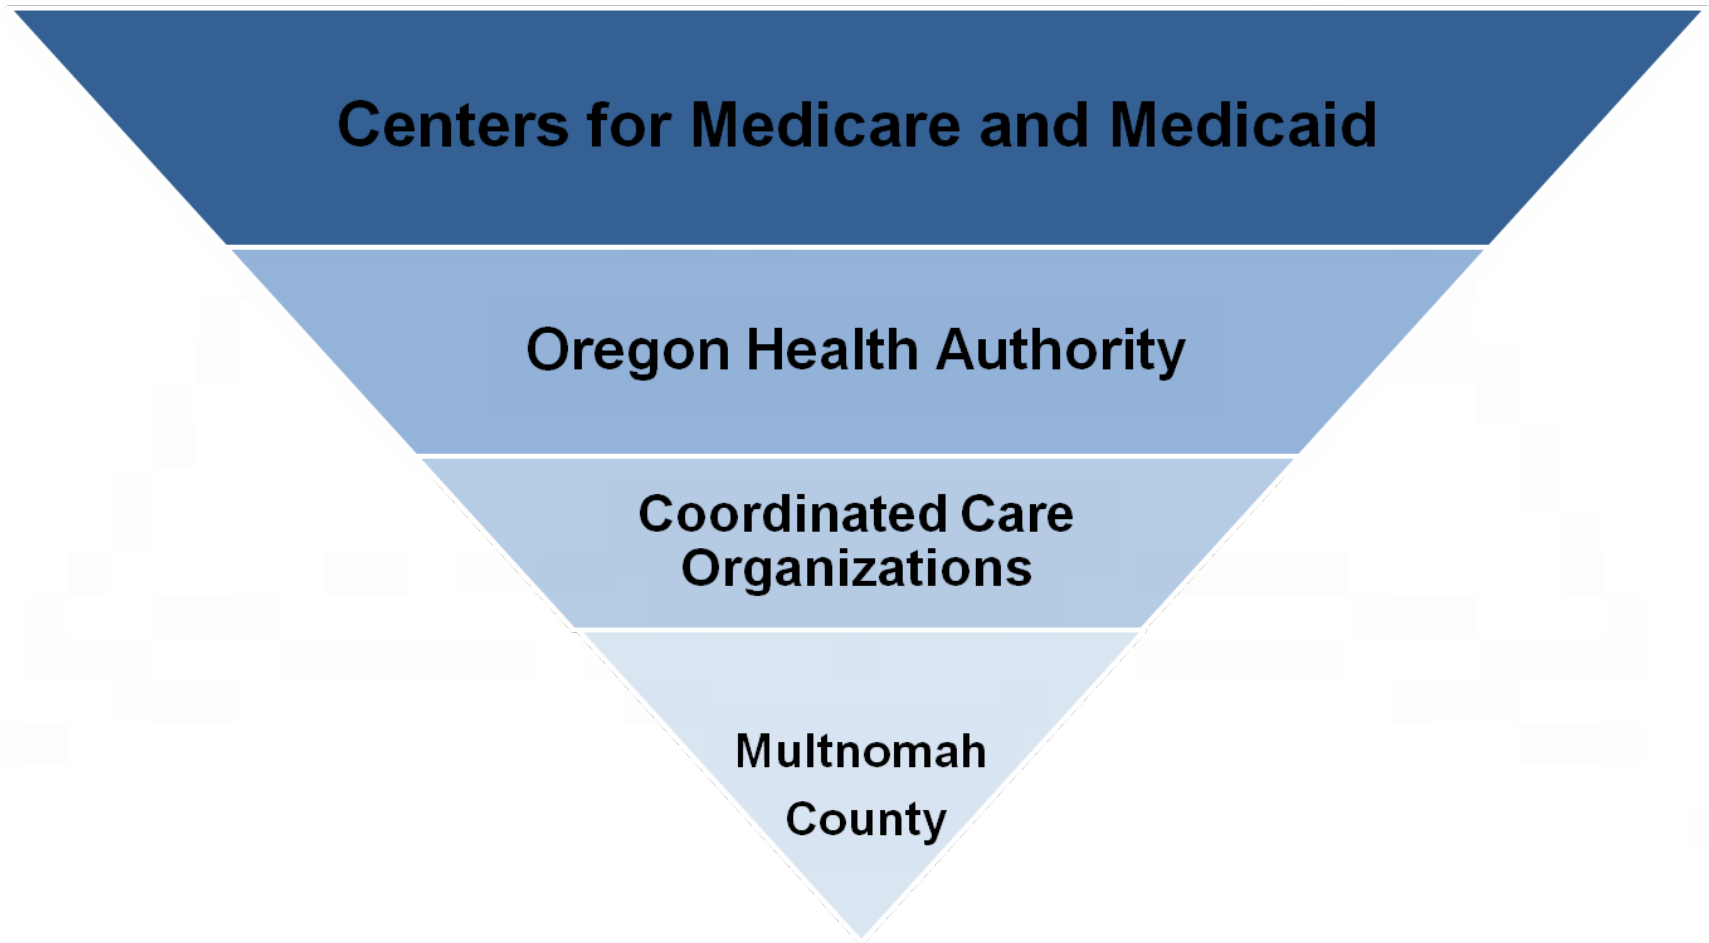 Centers for Medicare and Medicaid
Oregon Health Authority
Coordinated Care
Organizations
Multnomah
County